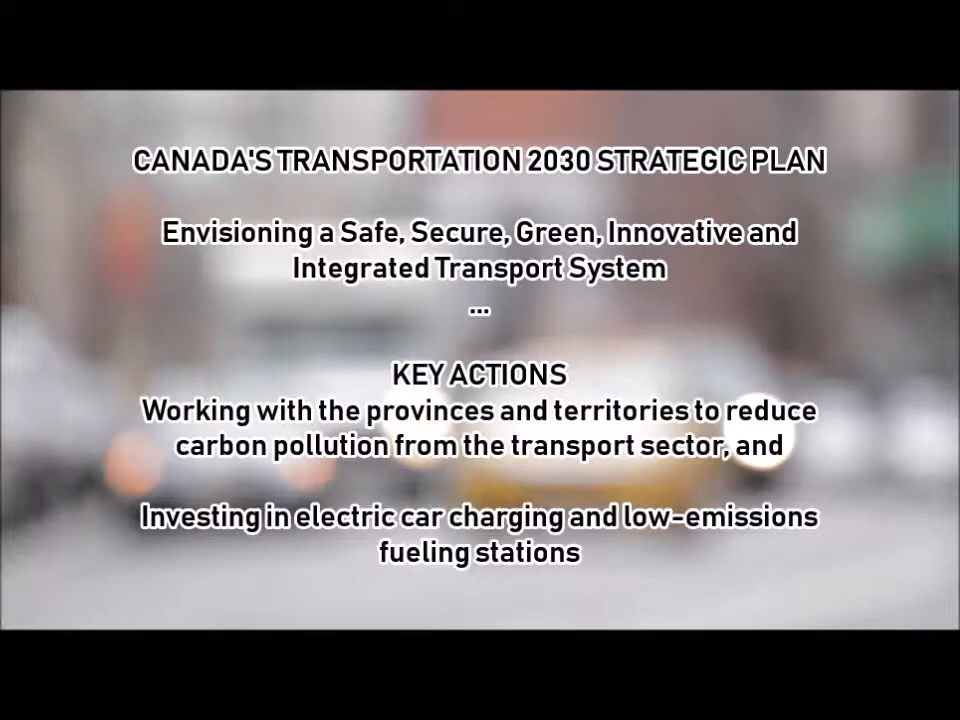 CANADA'S TRANSPORTATION 2030 STRATEGIC PLAN
Envisioning a Safe, Secure, Green, Innovative and
Integrated Transport System
...
KEY ACTIONS
Working with the provinces and territories to reduce
carbon pollution from the transport sector, and
Investing in electric car charging and low-emissions
fueling stations